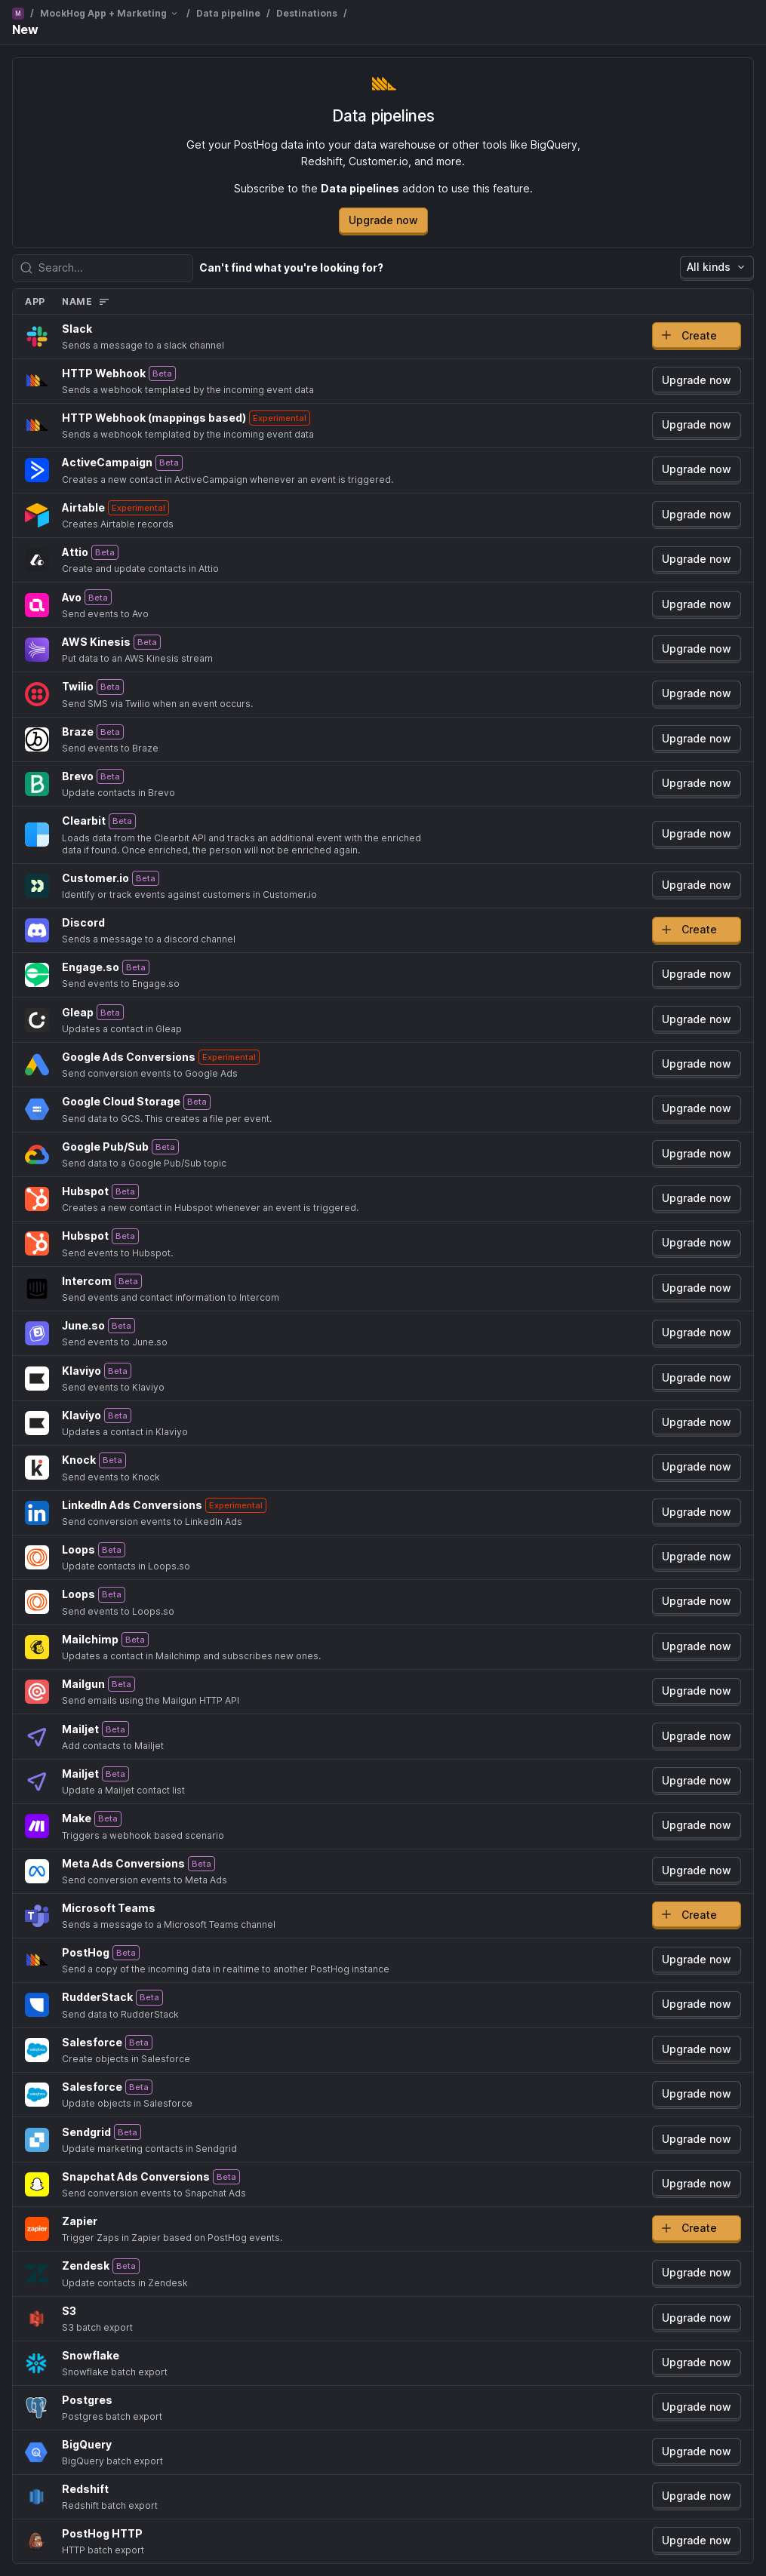 M / MockHog App + Marketing / Data pipeline / Destinations /
New
Data pipelines
Get your PostHog data into your data warehouse or other tools like BigQuery,
Redshift, Customer.io, and more.
Subscribe to the Data pipelines addon to use this feature.
Upgrade now
Search...
Can't find what you're looking for?
All kinds
APP NAME
Slack
Sends a message to a slack channel
Create
HTTP Webhook Beta
Sends a webhook templated by the incoming event data
Upgrade now
HTTP Webhook (mappings based) Experimental
Sends a webhook templated by the incoming event data
Upgrade now
ActiveCampaign Beta
Creates a new contact in ActiveCampaign whenever an event is triggered.
Upgrade now
Airtable Experimental
Creates Airtable records
Upgrade now
Attio Beta
Create and update contacts in Attio
Upgrade now
Avo Beta
Send events to Avo
Upgrade now
AWS Kinesis Beta
Put data to an AWS Kinesis stream
Upgrade now
Twilio Beta
Send SMS via Twilio when an event occurs.
Upgrade now
Braze Beta
Send events to Braze
Upgrade now
Brevo Beta
Update contacts in Brevo
Upgrade now
Clearbit Beta
Loads data from the Clearbit API and tracks an additional event with the enriched
data if found. Once enriched, the person will not be enriched again.
Upgrade now
Customer.io Beta
Identify or track events against customers in Customer.io
Upgrade now
Discord
Sends a message to a discord channel
Create
Engage.so Beta
Send events to Engage.so
Upgrade now
Gleap Beta
Updates a contact in Gleap
Upgrade now
Google Ads Conversions Experimental
Send conversion events to Google Ads
Upgrade now
Google Cloud Storage Beta
Send data to GCS. This creates a file per event.
Upgrade now
Google Pub/Sub Beta
Send data to a Google Pub/Sub topic
Upgrade now
Hubspot Beta
Creates a new contact in Hubspot whenever an event is triggered.
Upgrade now
Hubspot Beta
Send events to Hubspot.
Upgrade now
Intercom Beta
Send events and contact information to Intercom
Upgrade now
June.so Beta
Send events to June.so
Upgrade now
Klaviyo Beta
Send events to Klaviyo
Upgrade now
Klaviyo Beta
Updates a contact in Klaviyo
Upgrade now
Knock Beta
Send events to Knock
Upgrade now
LinkedIn Ads Conversions Experimental
Send conversion events to LinkedIn Ads
Upgrade now
Loops Beta
Update contacts in Loops.so
Upgrade now
Loops Beta
Send events to Loops.so
Upgrade now
Mailchimp Beta
Updates a contact in Mailchimp and subscribes new ones.
Upgrade now
Mailgun Beta
Send emails using the Mailgun HTTP API
Upgrade now
Mailjet Beta
Add contacts to Mailjet
Upgrade now
Mailjet Beta
Update a Mailjet contact list
Upgrade now
Make Beta
Triggers a webhook based scenario
Upgrade now
Meta Ads Conversions Beta
Send conversion events to Meta Ads
Upgrade now
Microsoft Teams
Sends a message to a Microsoft Teams channel
Create
PostHog Beta
Send a copy of the incoming data in realtime to another PostHog instance
Upgrade now
RudderStack Beta
Send data to RudderStack
Upgrade now
Salesforce Beta
Create objects in Salesforce
Upgrade now
Salesforce Beta
Update objects in Salesforce
Upgrade now
Sendgrid Beta
Update marketing contacts in Sendgrid
Upgrade now
Snapchat Ads Conversions Beta
Send conversion events to Snapchat Ads
Upgrade now
zapier
Zapier
Trigger Zaps in Zapier based on PostHog events.
Create
Zendesk Beta
Update contacts in Zendesk
Upgrade now
S3
S3 batch export
Upgrade now
Snowflake
Snowflake batch export
Upgrade now
Postgres
Postgres batch export
Upgrade now
BigQuery
BigQuery batch export
Upgrade now
Redshift
Redshift batch export
Upgrade now
PostHog HTTP
HTTP batch export
Upgrade now